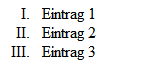 I. Eintrag 1
II. Eintrag 2
III. Eintrag 3